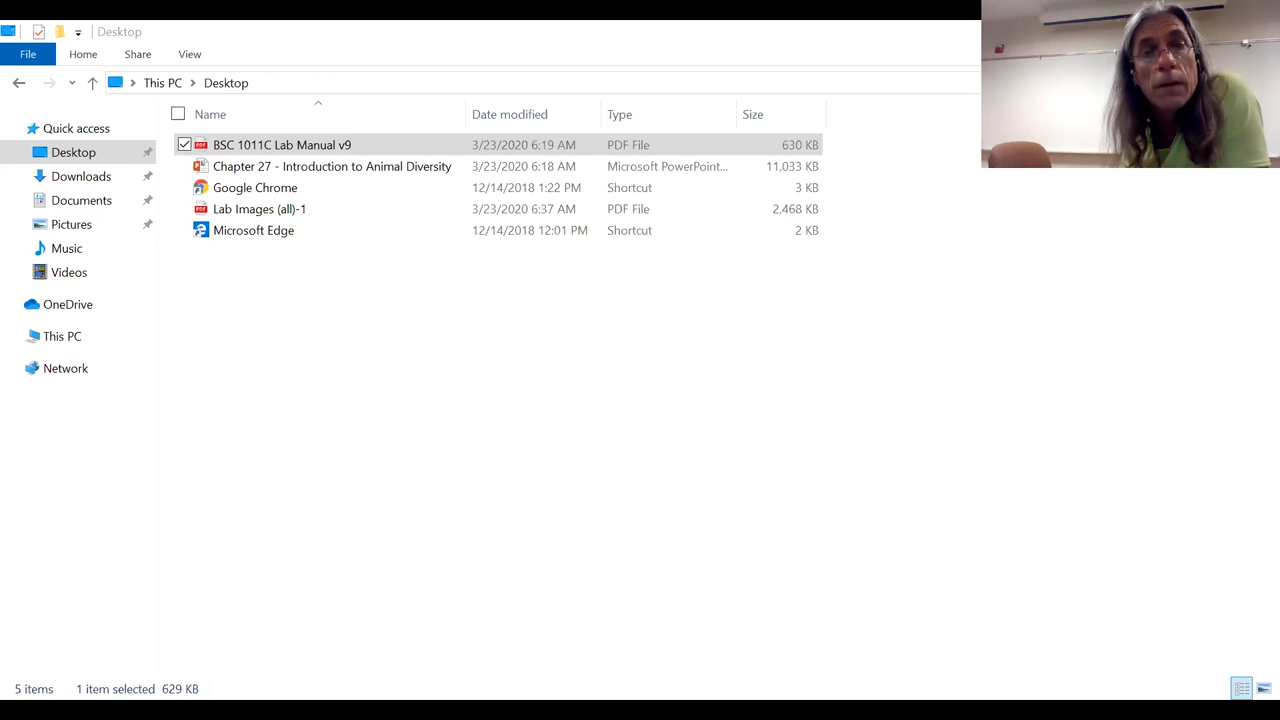 Desktop
File Home Share View
This PC Desktop
Name Date modified Type Size
Quick access
Desktop
Downloads
Documents
Pictures
Music
Videos
OneDrive
This PC
Network
BSC 1011C Lab Manual v9 3/23/2020 6:19 AM PDF File 630 KB
Chapter 27 - Introduction to Animal Diversity 3/23/2020 6:18 AM Microsoft PowerPoint... 11,033 KB
Google Chrome 12/14/2018 1:22 PM Shortcut 3 KB
Lab Images (all)-1 3/23/2020 6:37 AM PDF File 2,468 KB
Microsoft Edge 12/14/2018 12:01 PM Shortcut 2 KB
5 items 1 item selected 629 KB